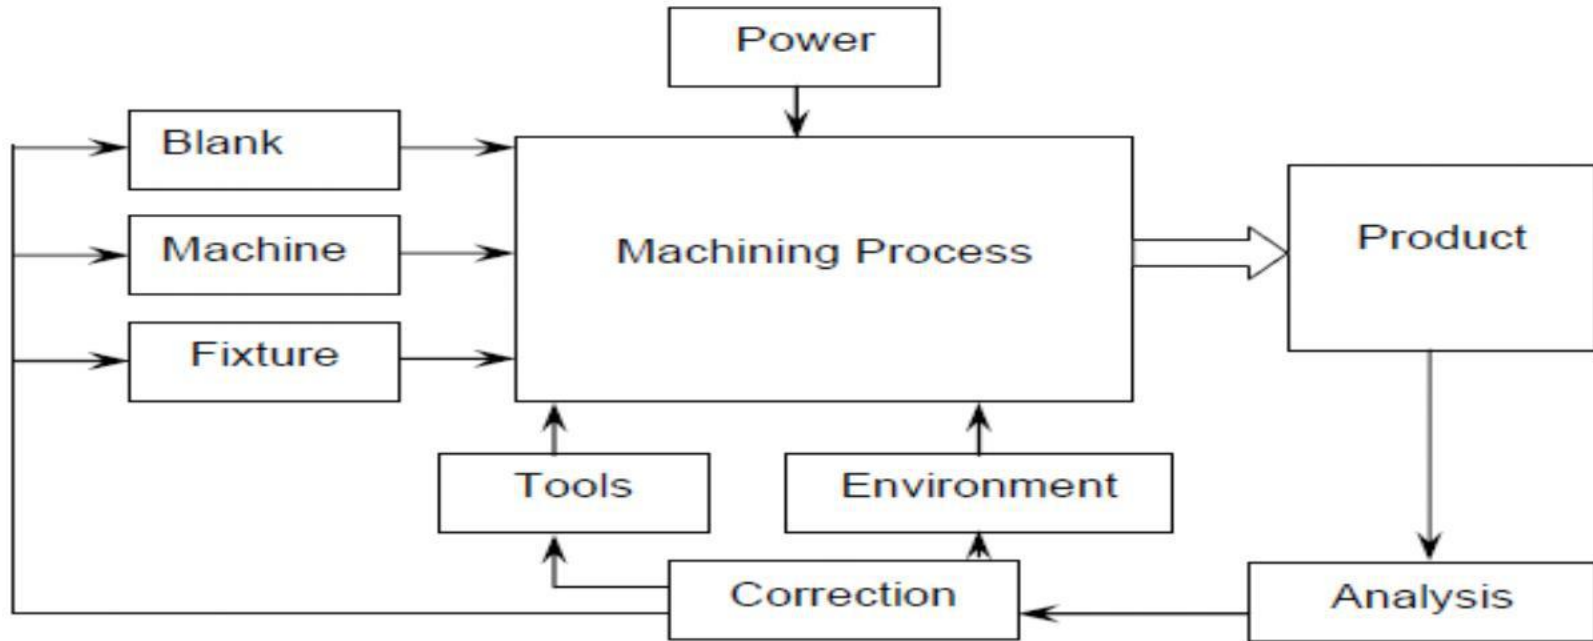 Power
Blank
Machine
Fixture
Machining Process
Product
Tools
Environment
Correction
Analysis